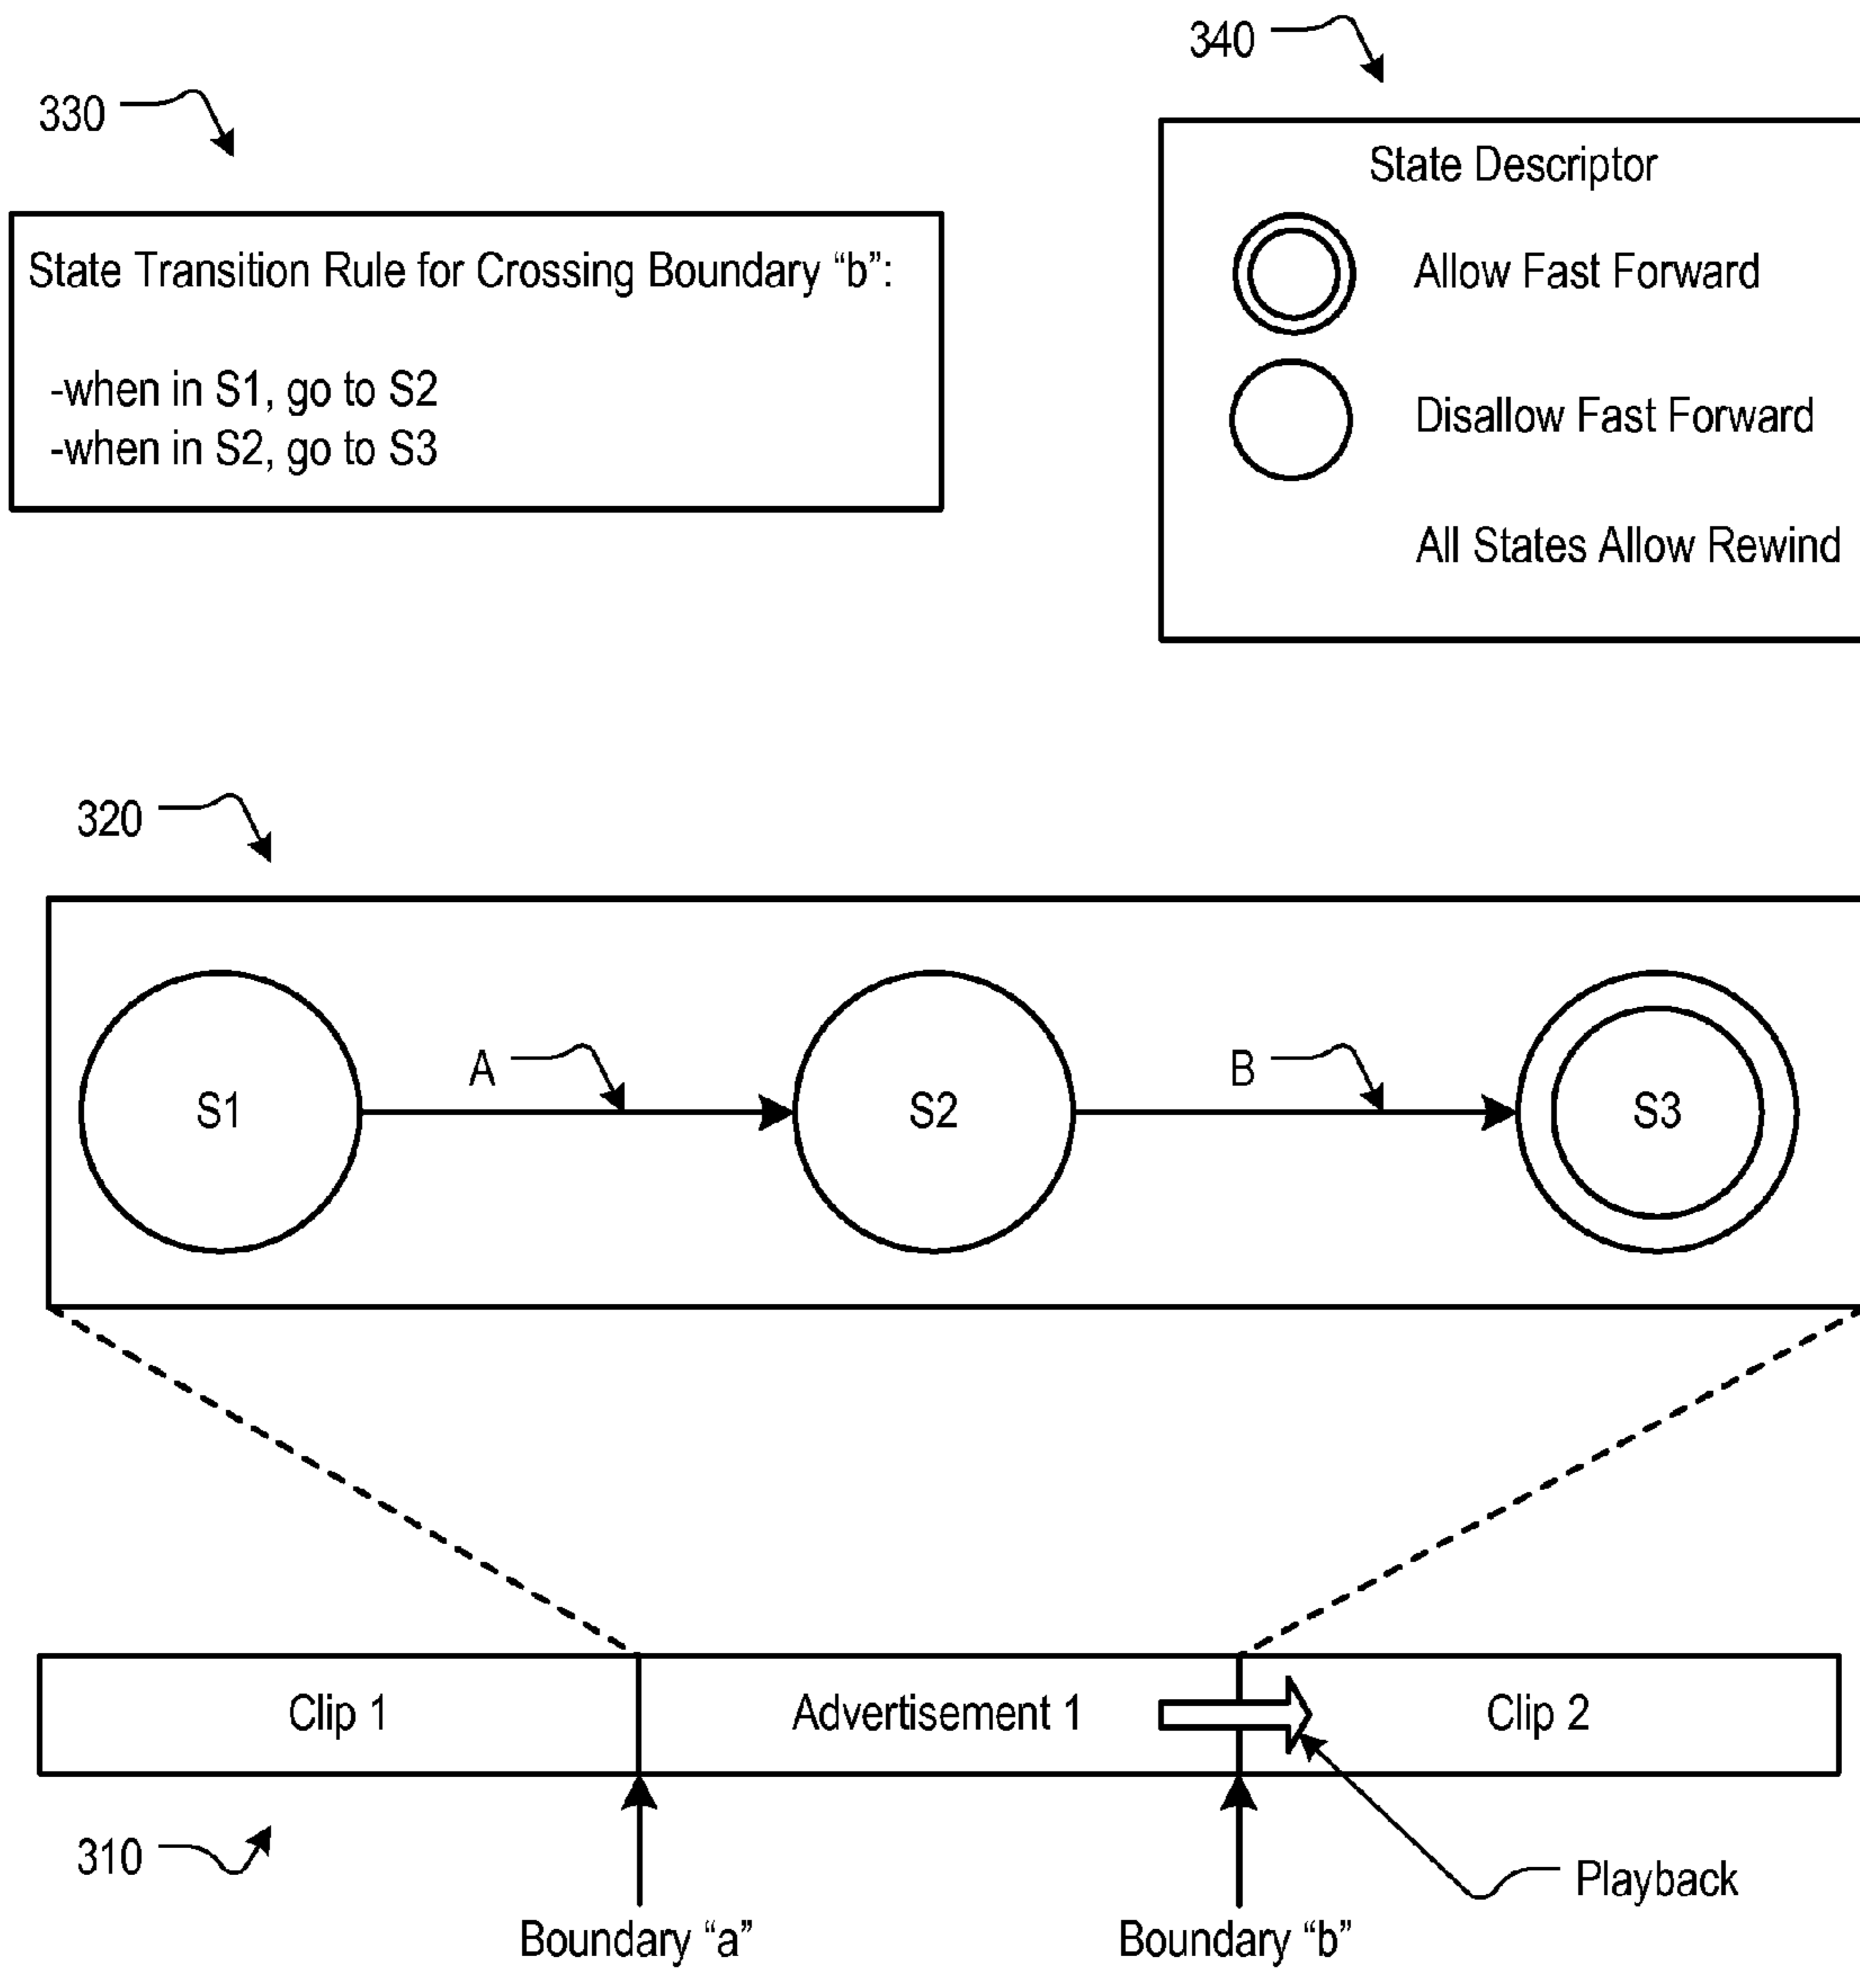 340
330
State Descriptor
Allow Fast Forward
Disallow Fast Forward
All States Allow Rewind
State Transition Rule for Crossing Boundary “b”:
-when in S1, go to S2
-when in S2, go to S3
320
S1
A
S2
B
S3
Clip 1
Advertisement 1
Clip 2
310
Playback
Boundary “a”
Boundary “b”